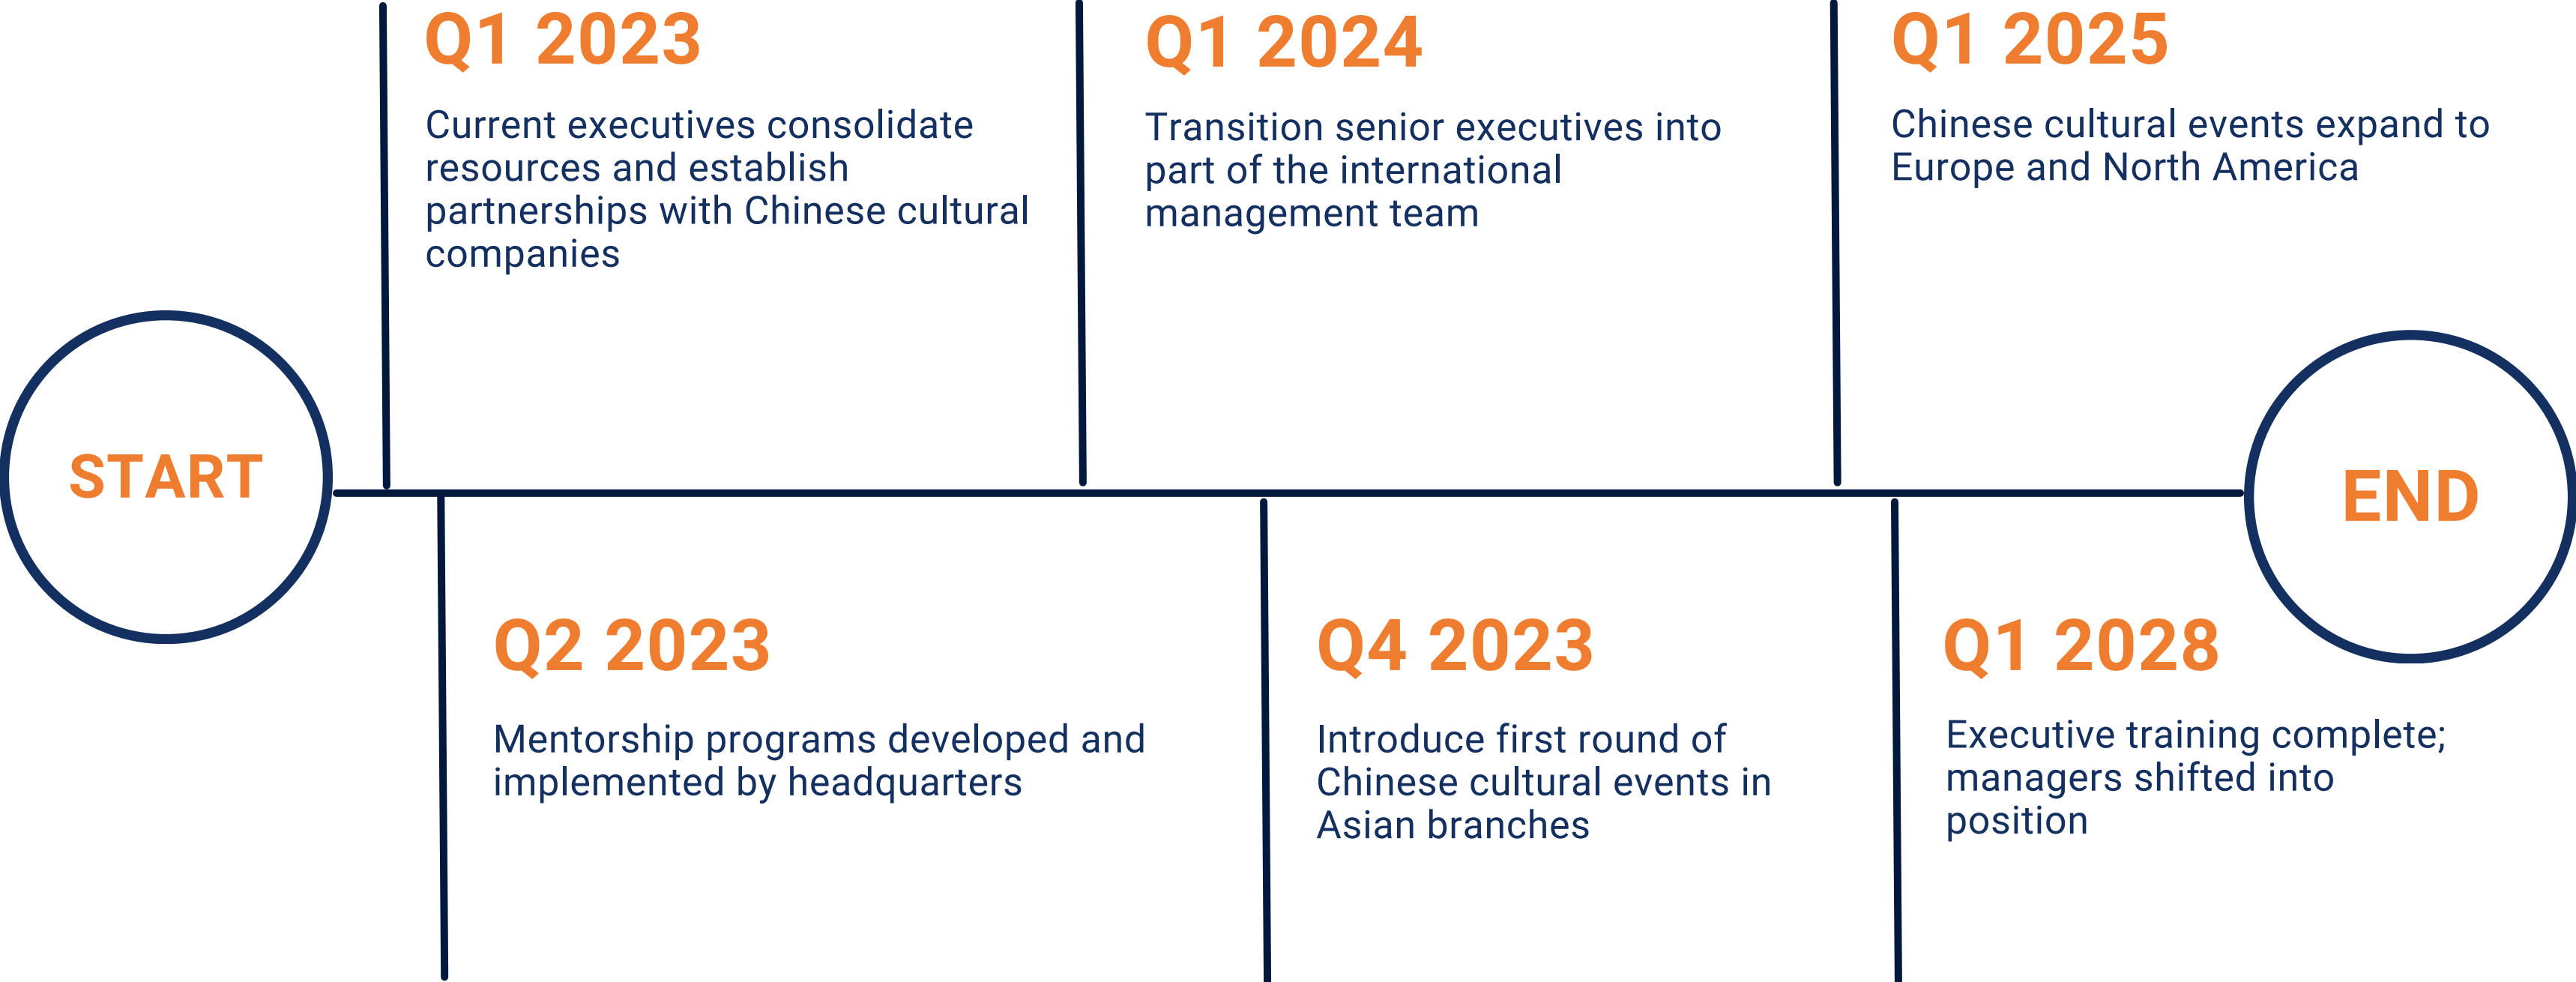 START
Q1 2023
Current executives consolidate
resources and establish
partnerships with Chinese cultural
companies
Q2 2023
Mentorship programs developed and
implemented by headquarters
Q1 2024
Transition senior executives into
part of the international
management team
Q4 2023
Introduce first round of
Chinese cultural events in
Asian branches
Q1 2025
Chinese cultural events expand to
Europe and North America
Q1 2028
Executive training complete;
managers shifted into
position
END